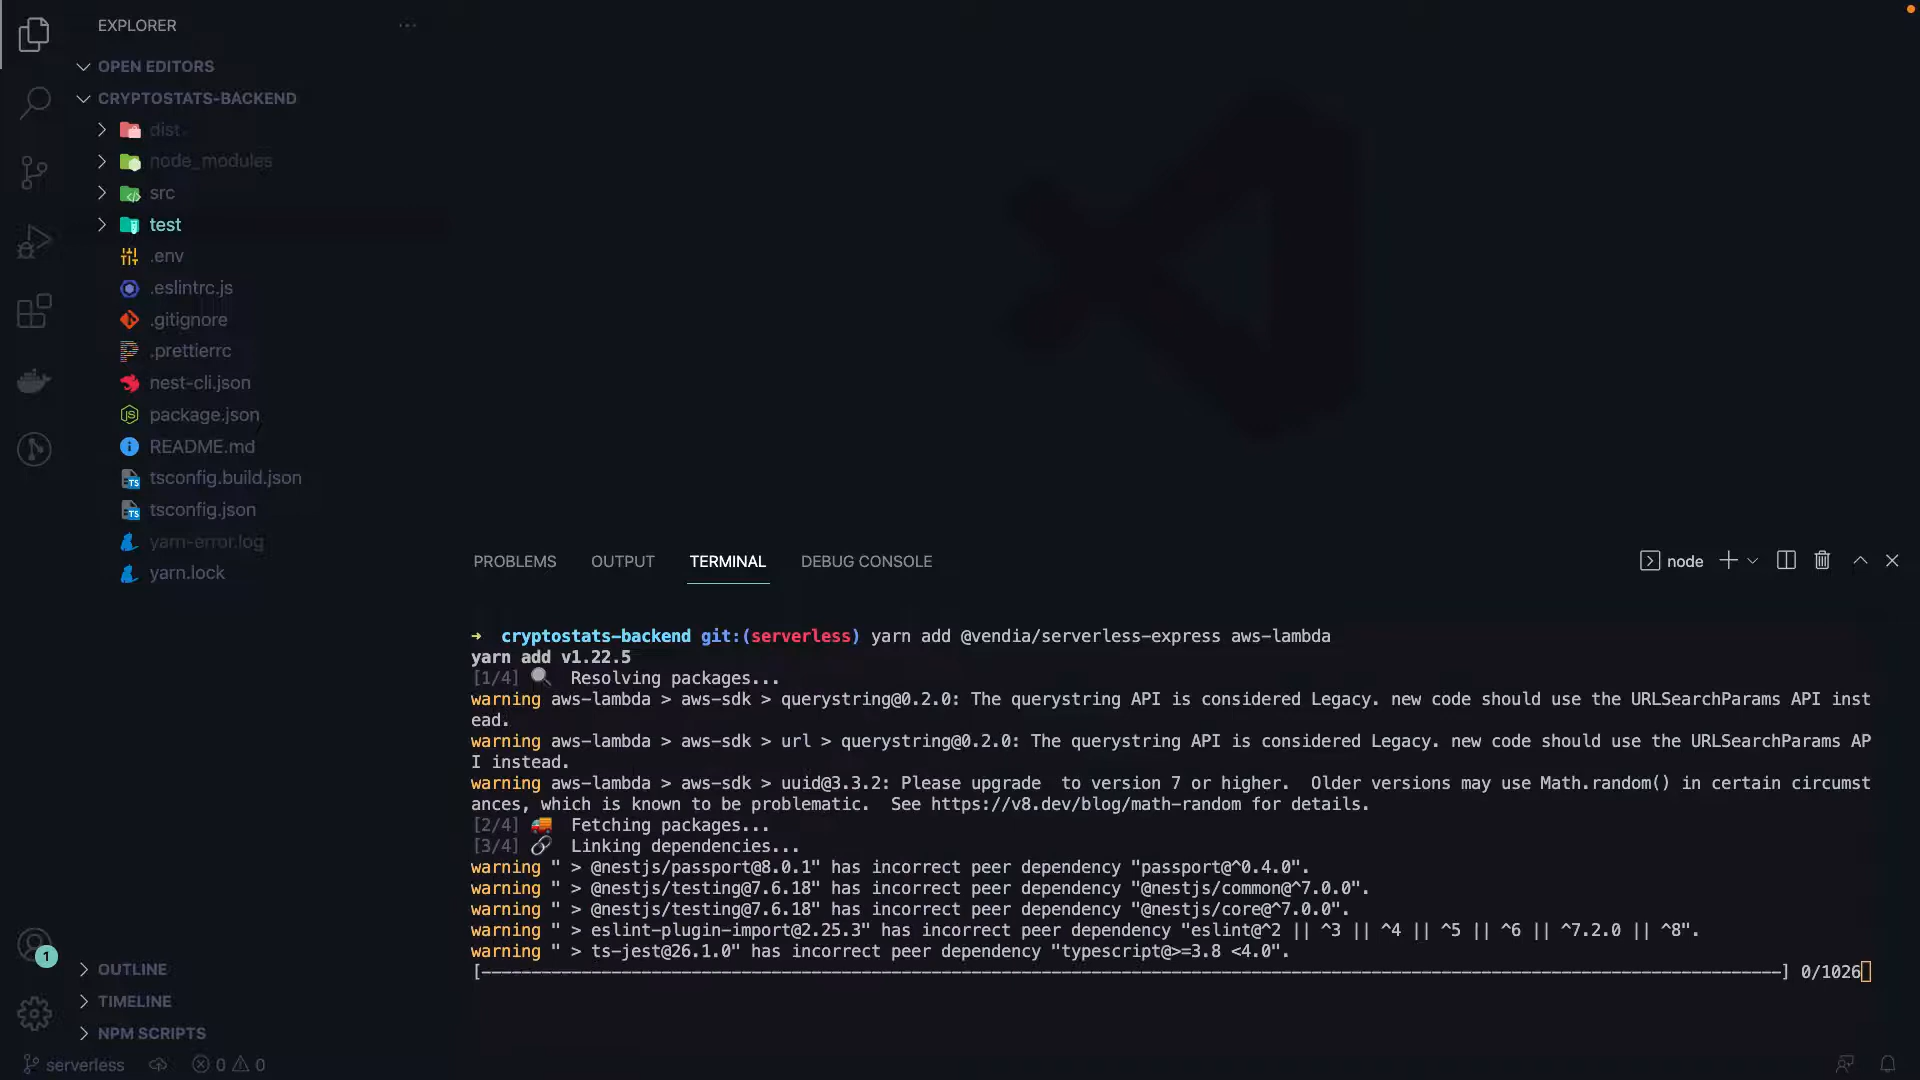 EXPLORER
OPEN EDITORS
CRYPTOSTATS-BACKEND
dist
node_modules
src
test
.env
.eslintrc.js
.gitignore
.prettierrc
nest-cli.json
package.json
README.md
tsconfig.build.json
tsconfig.json
yarn-error.log
yarn.lock
1
OUTLINE
TIMELINE
NPM SCRIPTS
serverless 0 0
PROBLEMS OUTPUT TERMINAL DEBUG CONSOLE node
→ cryptostats-backend git:(serverless) yarn add @vendia/serverless-express aws-lambda
yarn add v1.22.5
[1/4] 🔍 Resolving packages...
warning aws-lambda > aws-sdk > querystring@0.2.0: The querystring API is considered Legacy. new code should use the URLSearchParams API inst
ead.
warning aws-lambda > aws-sdk > url > querystring@0.2.0: The querystring API is considered Legacy. new code should use the URLSearchParams AP
I instead.
warning aws-lambda > aws-sdk > uuid@3.3.2: Please upgrade  to version 7 or higher.  Older versions may use Math.random() in certain circumst
ances, which is known to be problematic.  See https://v8.dev/blog/math-random for details.
[2/4] 🚚 Fetching packages...
[3/4] 🔗 Linking dependencies...
warning " > @nestjs/passport@8.0.1" has incorrect peer dependency "passport@^0.4.0".
warning " > @nestjs/testing@7.6.18" has incorrect peer dependency "@nestjs/common@^7.0.0".
warning " > @nestjs/testing@7.6.18" has incorrect peer dependency "@nestjs/core@^7.0.0".
warning " > eslint-plugin-import@2.25.3" has incorrect peer dependency "eslint@^2 || ^3 || ^4 || ^5 || ^6 || ^7.2.0 || ^8".
warning " > ts-jest@26.1.0" has incorrect peer dependency "typescript@>=3.8 <4.0".
[----------------------------------------------------------------------------------------------------------------------------------] 0/1026